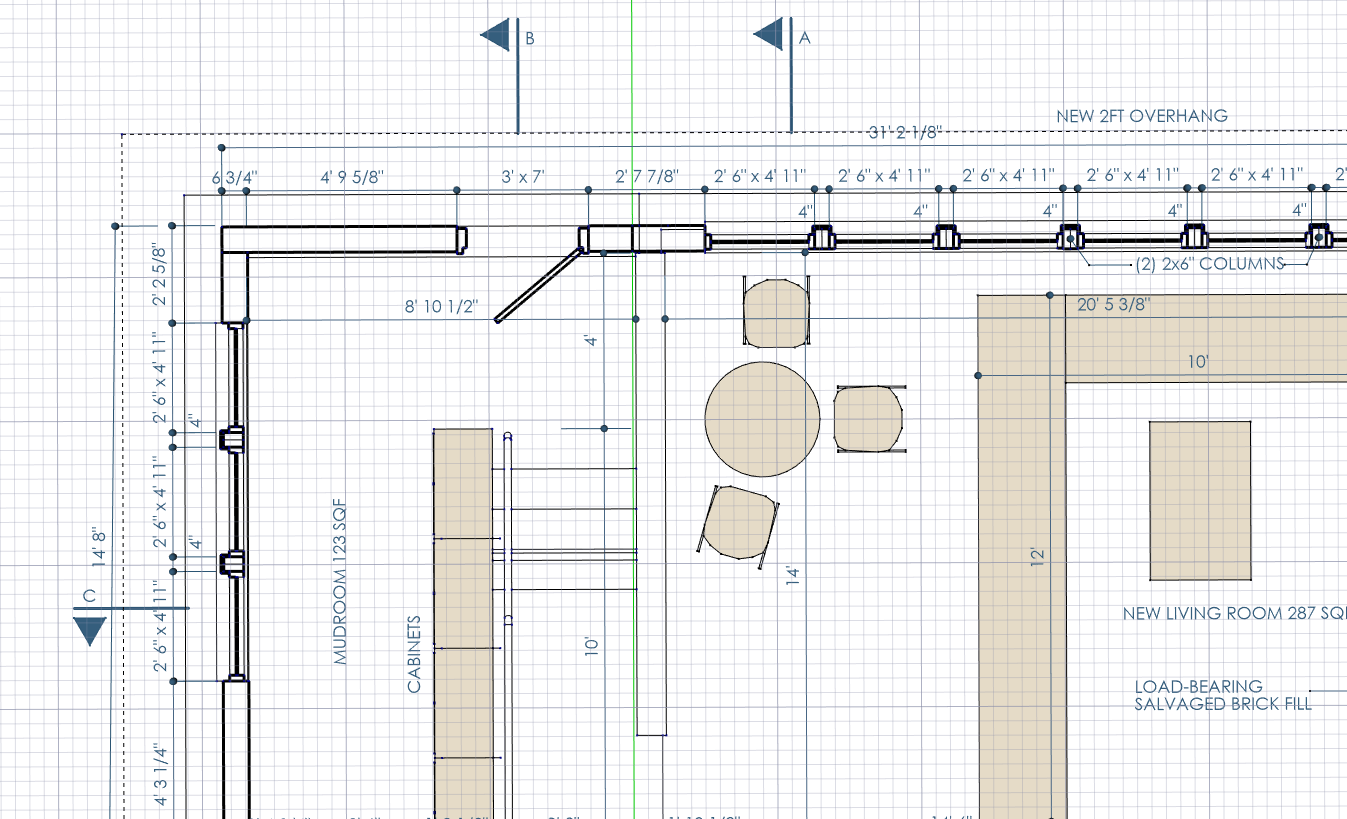 B
A
NEW 2FT OVERHANG
31' 2 1/8"
6 3/4"
4' 9 5/8"
3' x 7'
2' 7 7/8"
2' 6" x 4' 11"
2' 6" x 4' 11"
2' 6" x 4' 11"
2' 6" x 4' 11"
2' 6" x 4' 11"
4"
4"
4"
4"
4"
(2) 2x6" COLUMNS
2' 2 5/8"
8' 10 1/2"
20' 5 3/8"
4'
10'
2' 6" x 4' 11"
4"
2' 6" x 4' 11"
4"
14' 8"
MUDROOM 123 SQF
12'
14'
C
2' 6" x 4' 11"
CABINETS
10'
NEW LIVING ROOM 287 SQF
LOAD-BEARING
SALVAGED BRICK FILL
4' 3 1/4"